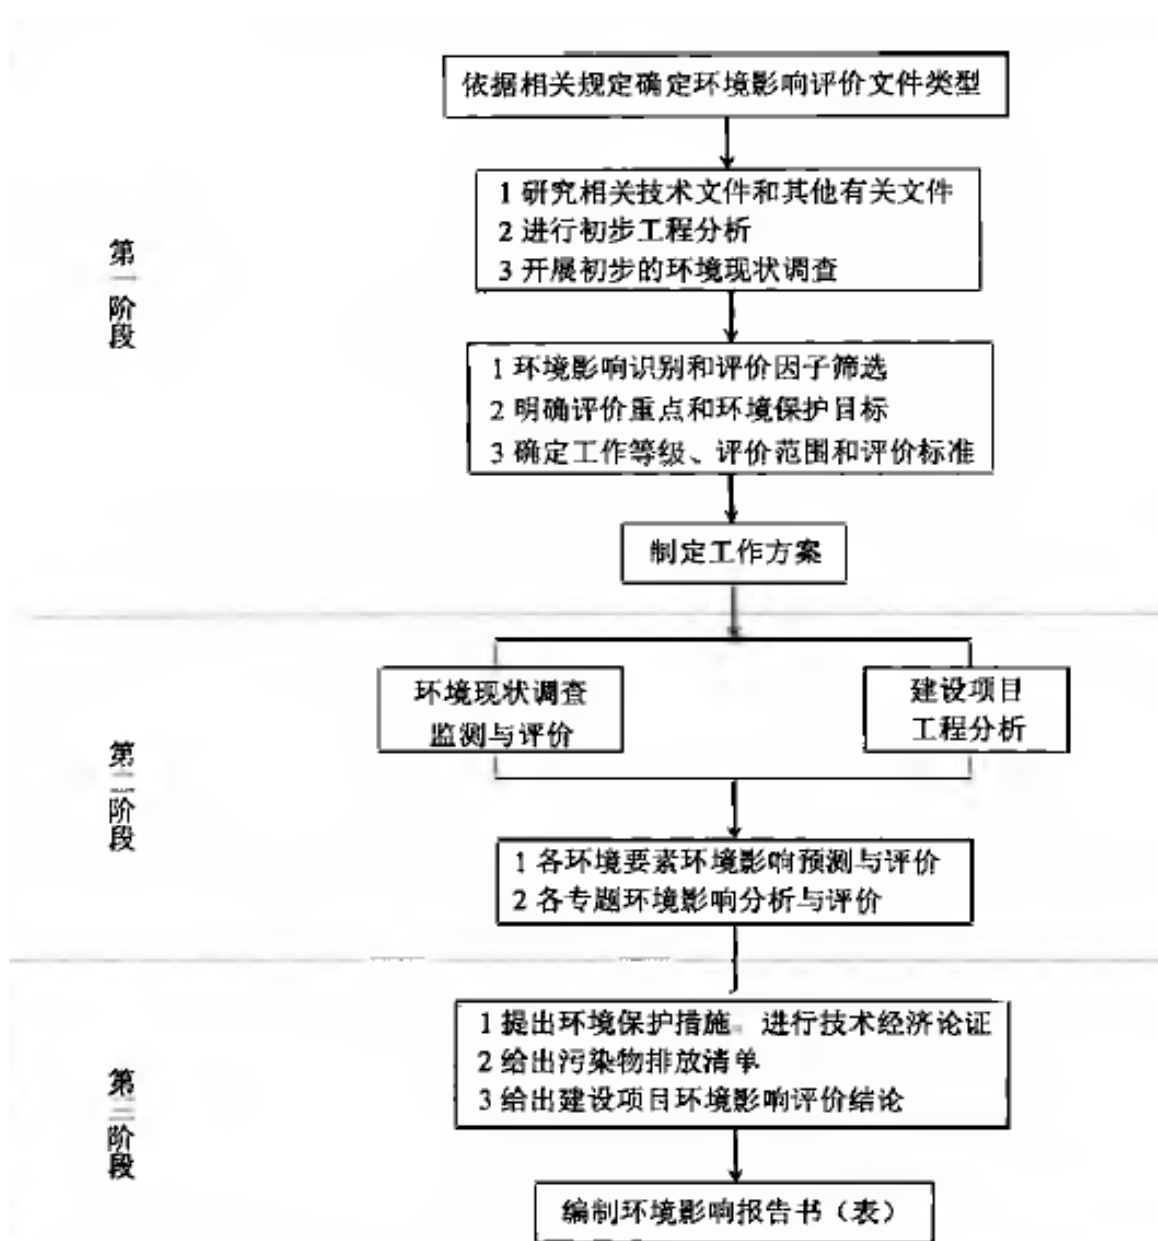 依据相关规定确定环境影响评价文件类型
1 研究相关技术文件和其他有关文件
2 进行初步工程分析
3 开展初步的环境现状调查
第一阶段
1 环境影响识别和评价因子筛选
2 明确评价重点和环境保护目标
3 确定工作等级、评价范围和评价标准
制定工作方案
环境现状调查
监测与评价
建设项目
工程分析
第二阶段
1 各环境要素环境影响预测与评价
2 各专题环境影响分析与评价
1 提出环境保护措施、进行技术经济论证
2 给出污染物排放清单
3 给出建设项目环境影响评价结论
第三阶段
编制环境影响报告书（表）